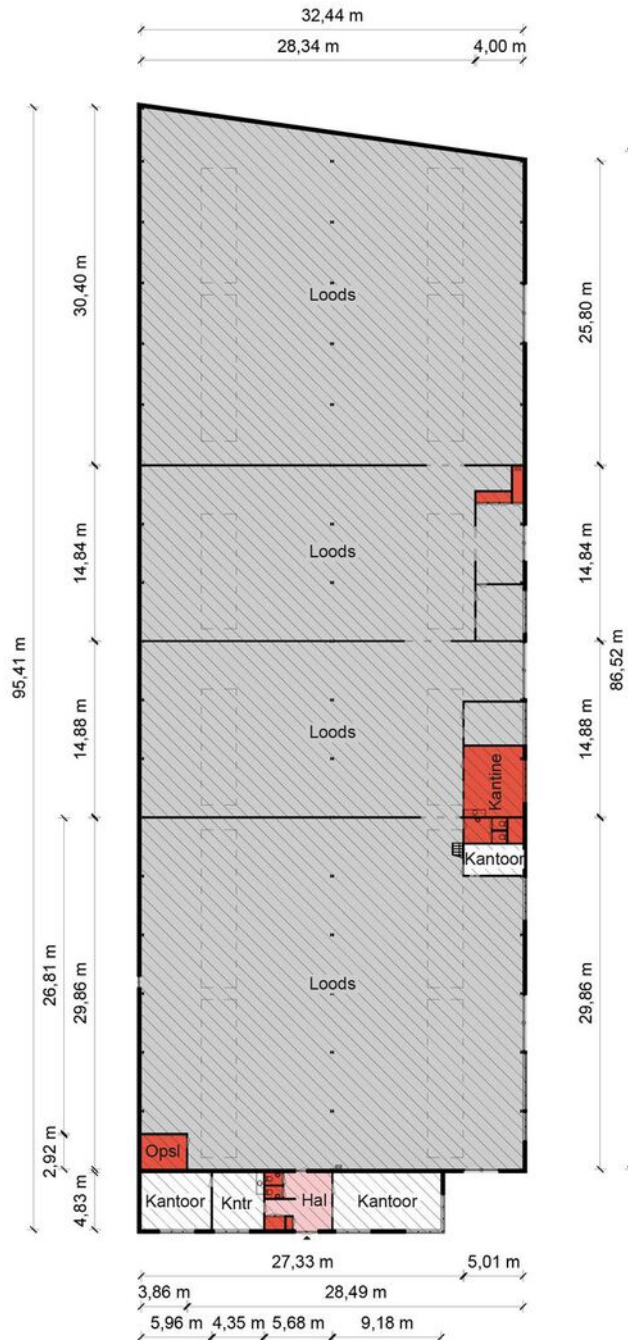 32,44 m
28,34 m
4,00 m
Loods
30,40 m
25,80 m
Loods
14,84 m
14,84 m
95,41 m
86,52 m
Loods
14,88 m
14,88 m
Kantine
Kantoor
26,81 m
29,86 m
Loods
29,86 m
Opsl
2,92 m
4,83 m
Kantoor
Kntr
Hal
Kantoor
27,33 m
5,01 m
3,86 m
28,49 m
5,96 m
4,35 m
5,68 m
9,18 m